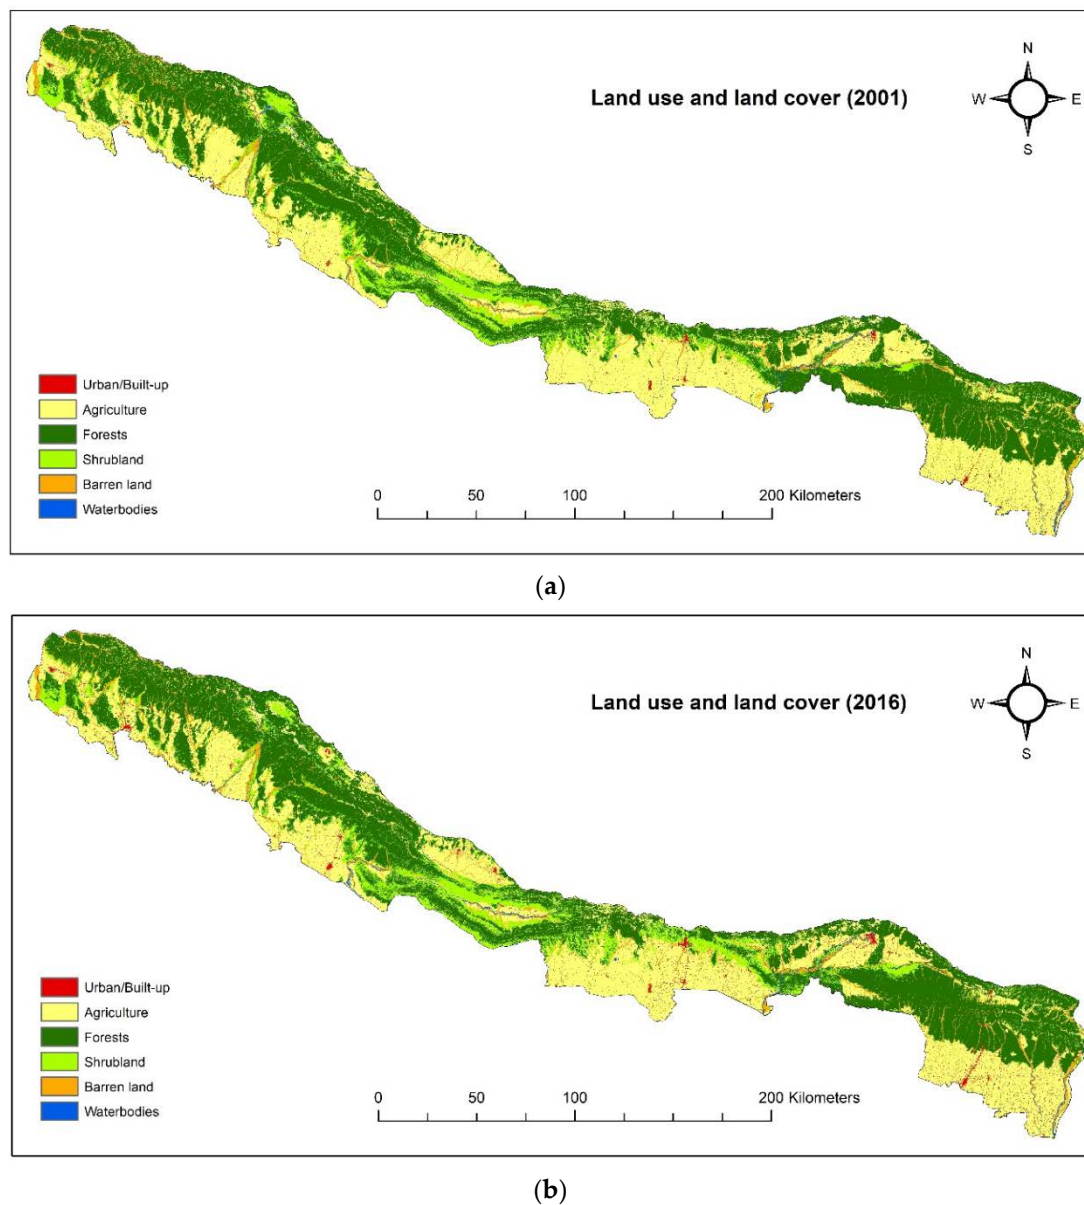 N
Land use and land cover (2001)
W E
S
Urban/Built-up
Agriculture
Forests
Shrubland
Barren land
Waterbodies
0 50 100 200 Kilometers
(a)
N
Land use and land cover (2016)
W E
S
Urban/Built-up
Agriculture
Forests
Shrubland
Barren land
Waterbodies
0 50 100 200 Kilometers
(b)